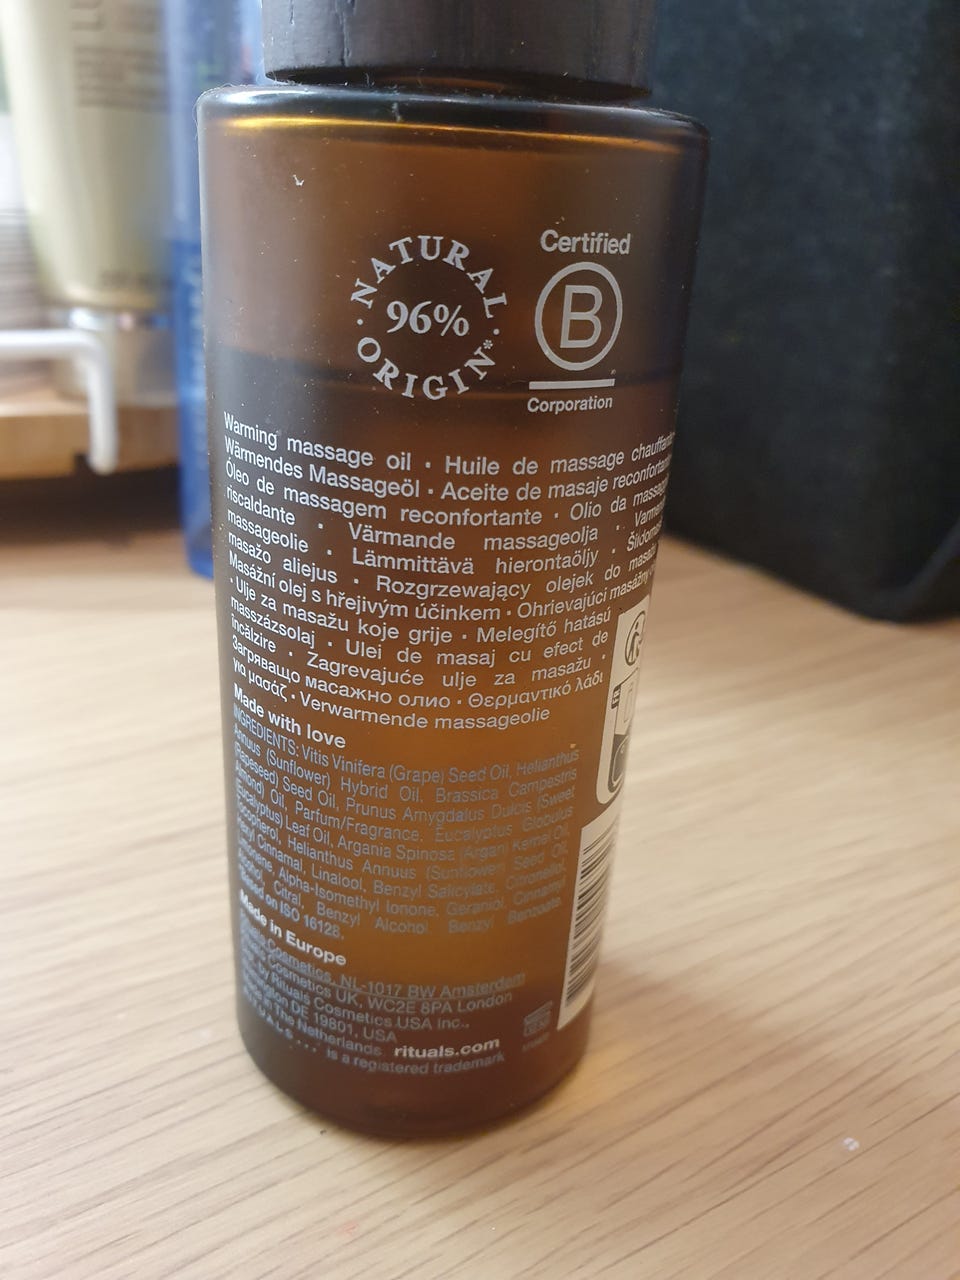 NATURAL
96%
ORIGIN*
Certified
B
Corporation
Warming massage oil · Huile de massage
Wärmendes Massageöl · Aceite de masaje
Óleo de massagem reconfortante · Olio da
riscaldante · Värmande massageolja ·
massageolie · Lämmittävä hierontaöljy ·
masažo aliejus · Rozgrzewający olejek do masażu
Masážní olej s hřejivým účinkem · Ohrievajúci masážny
· Ulje za masažu koje grije · Melegítő hatású
masszázsolaj · Ulei de masaj cu efect de
încălzire · Zagrevajuće ulje za masažu ·
Загряващо масажно олио · Θερμαντικό λάδι
για μασάζ · Verwarmende massageolie
Made with love
INGREDIENTS: Vitis Vinifera (Grape) Seed Oil, Helianthus
Annuus (Sunflower) Hybrid Oil, Brassica Campestris
(Rapeseed) Seed Oil, Prunus Amygdalus Dulcis (Sweet
Almond) Oil, Parfum/Fragrance, Eucalyptus Globulus
(Eucalyptus) Leaf Oil, Argania Spinosa (Argan) Kernel Oil,
Tocopherol, Helianthus Annuus (Sunflower) Seed Oil,
Hexyl Cinnamal, Linalool, Benzyl Salicylate, Citronellol,
Limonene, Alpha-Isomethyl Ionone, Geraniol, Cinnamyl
Alcohol, Citral, Benzyl Alcohol, Benzyl Benzoate.
*Based on ISO 16128.
Made in Europe
Rituals Cosmetics, NL-1017 BW Amsterdam
Rituals Cosmetics UK, WC2E 8PA London
by Rituals Cosmetics USA Inc.,
DE 19801, USA
The Netherlands rituals.com
RITUALS... is a registered trademark